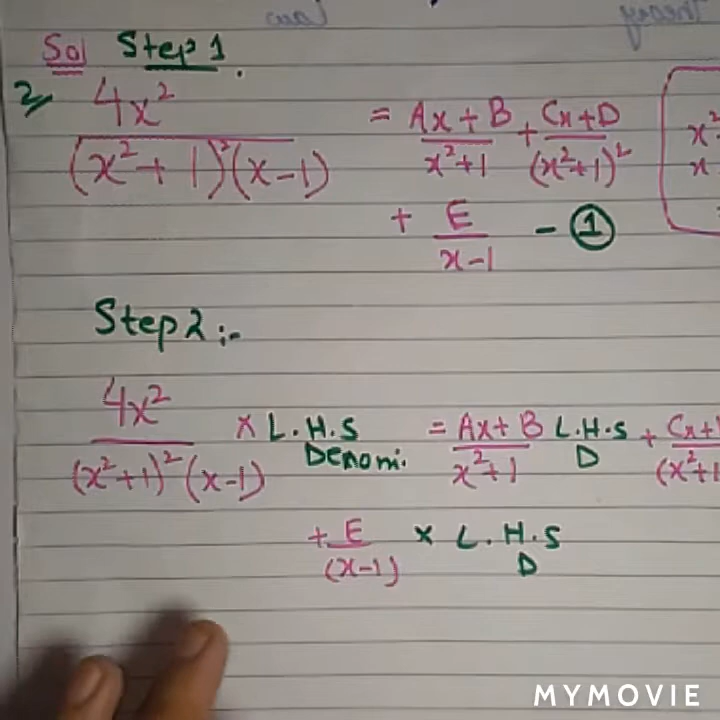 Sol Step 1.
2 4x² / (x²+1)²(x-1) = Ax+B / x²+1 + Cx+D / (x²+1)²
+ E / x-1 - ①
Step 2:-
4x² / (x²+1)²(x-1) × L.H.S Denomi. = Ax+B / x²+1 L.H.S D + Cx+
+ E / (x-1) × L.H.S D
MYMOVIE